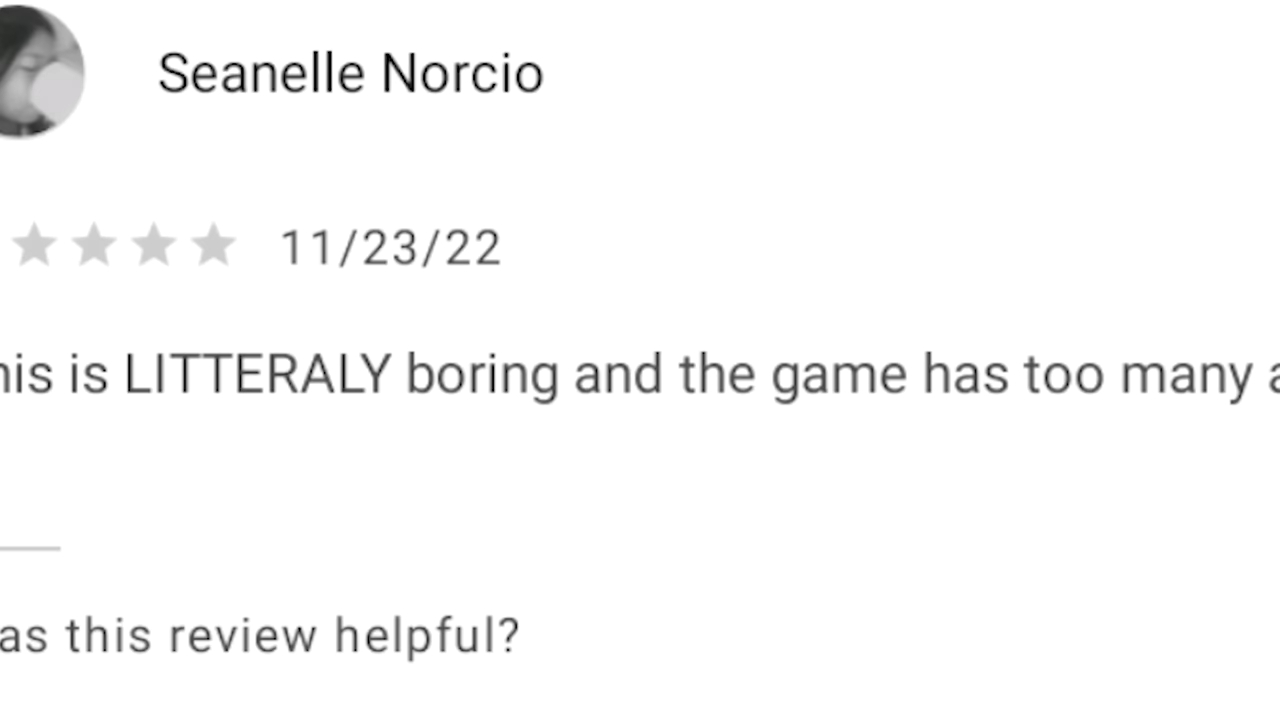 Seanelle Norcio
11/23/22
his is LITTERALY boring and the game has too many
as this review helpful?